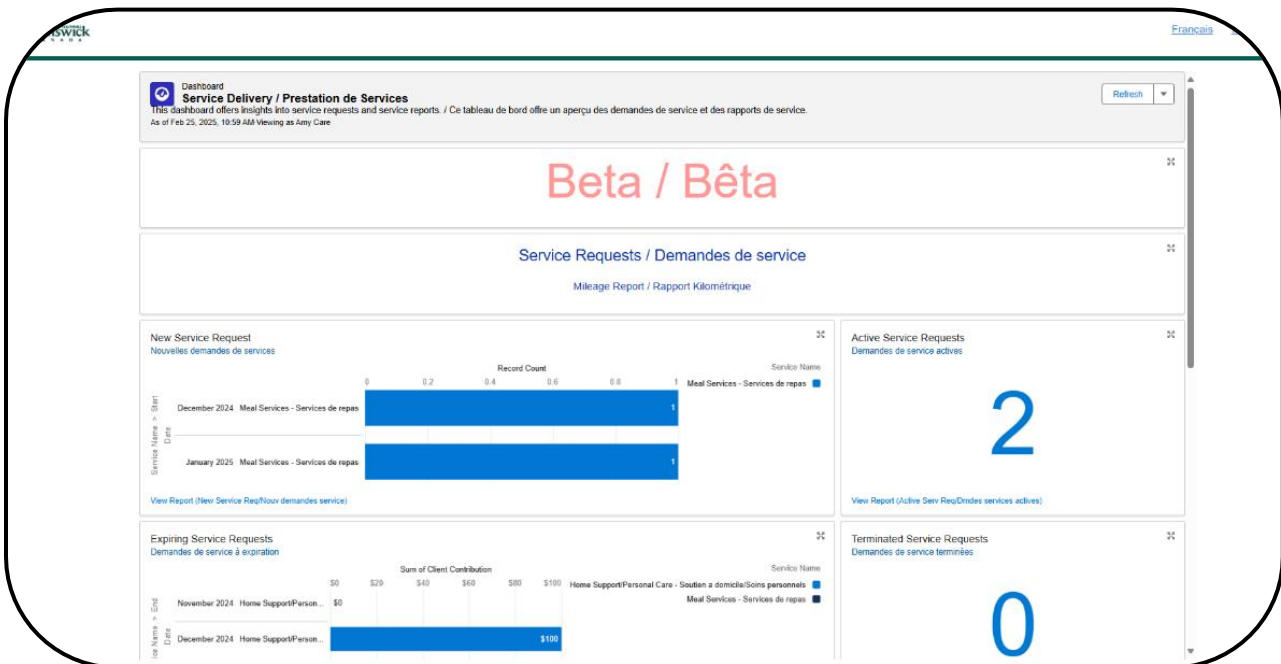 Français
Dashboard
Service Delivery / Prestation de Services
This dashboard offers insights into service requests and service reports. / Ce tableau de bord offre un aperçu des demandes de service et des rapports de service.
As of Feb 25, 2025, 10:59 AM·Viewing as Amy Care
Refresh
Beta / Bêta
Service Requests / Demandes de service
Mileage Report / Rapport Kilométrique
New Service Request
Nouvelles demandes de services
Record Count
Service Name
0 0.2 0.4 0.6 0.8 1
Meal Services - Services de repas
Service Name > Start Date
December 2024 Meal Services - Services de repas 1
January 2025 Meal Services - Services de repas 1
View Report (New Service Req/Nouv demandes service)
Active Service Requests
Demandes de service actives
2
View Report (Active Serv Req/Dmdes services actives)
Expiring Service Requests
Demandes de service à expiration
Sum of Client Contribution
Service Name
$0 $20 $40 $60 $80 $100
Home Support/Personal Care - Soutien a domicile/Soins personnels
Meal Services - Services de repas
November 2024 Home Support/Person... $0
December 2024 Home Support/Person... $100
Name > End Date
Terminated Service Requests
Demandes de service terminées
0